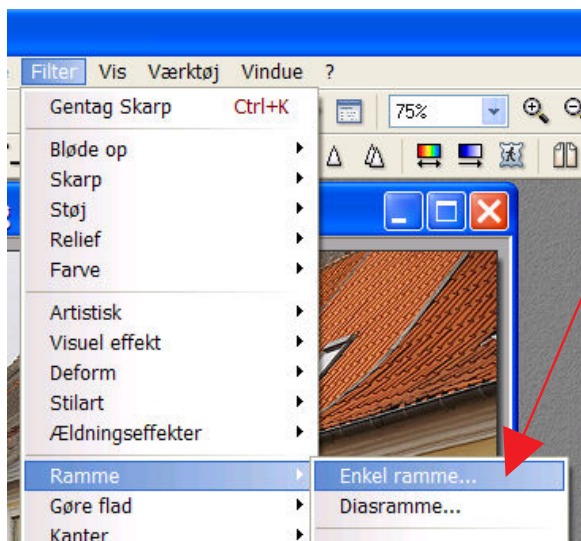 Filter Vis Værktøj Vindue ?
Gentag Skarp Ctrl+K
75%
Bløde op
Skarp
Støj
Relief
Farve
Artistisk
Visuel effekt
Deform
Stilart
Ældningseffekter
Ramme
Enkel ramme...
Gøre flad
Diasramme...
Kanter